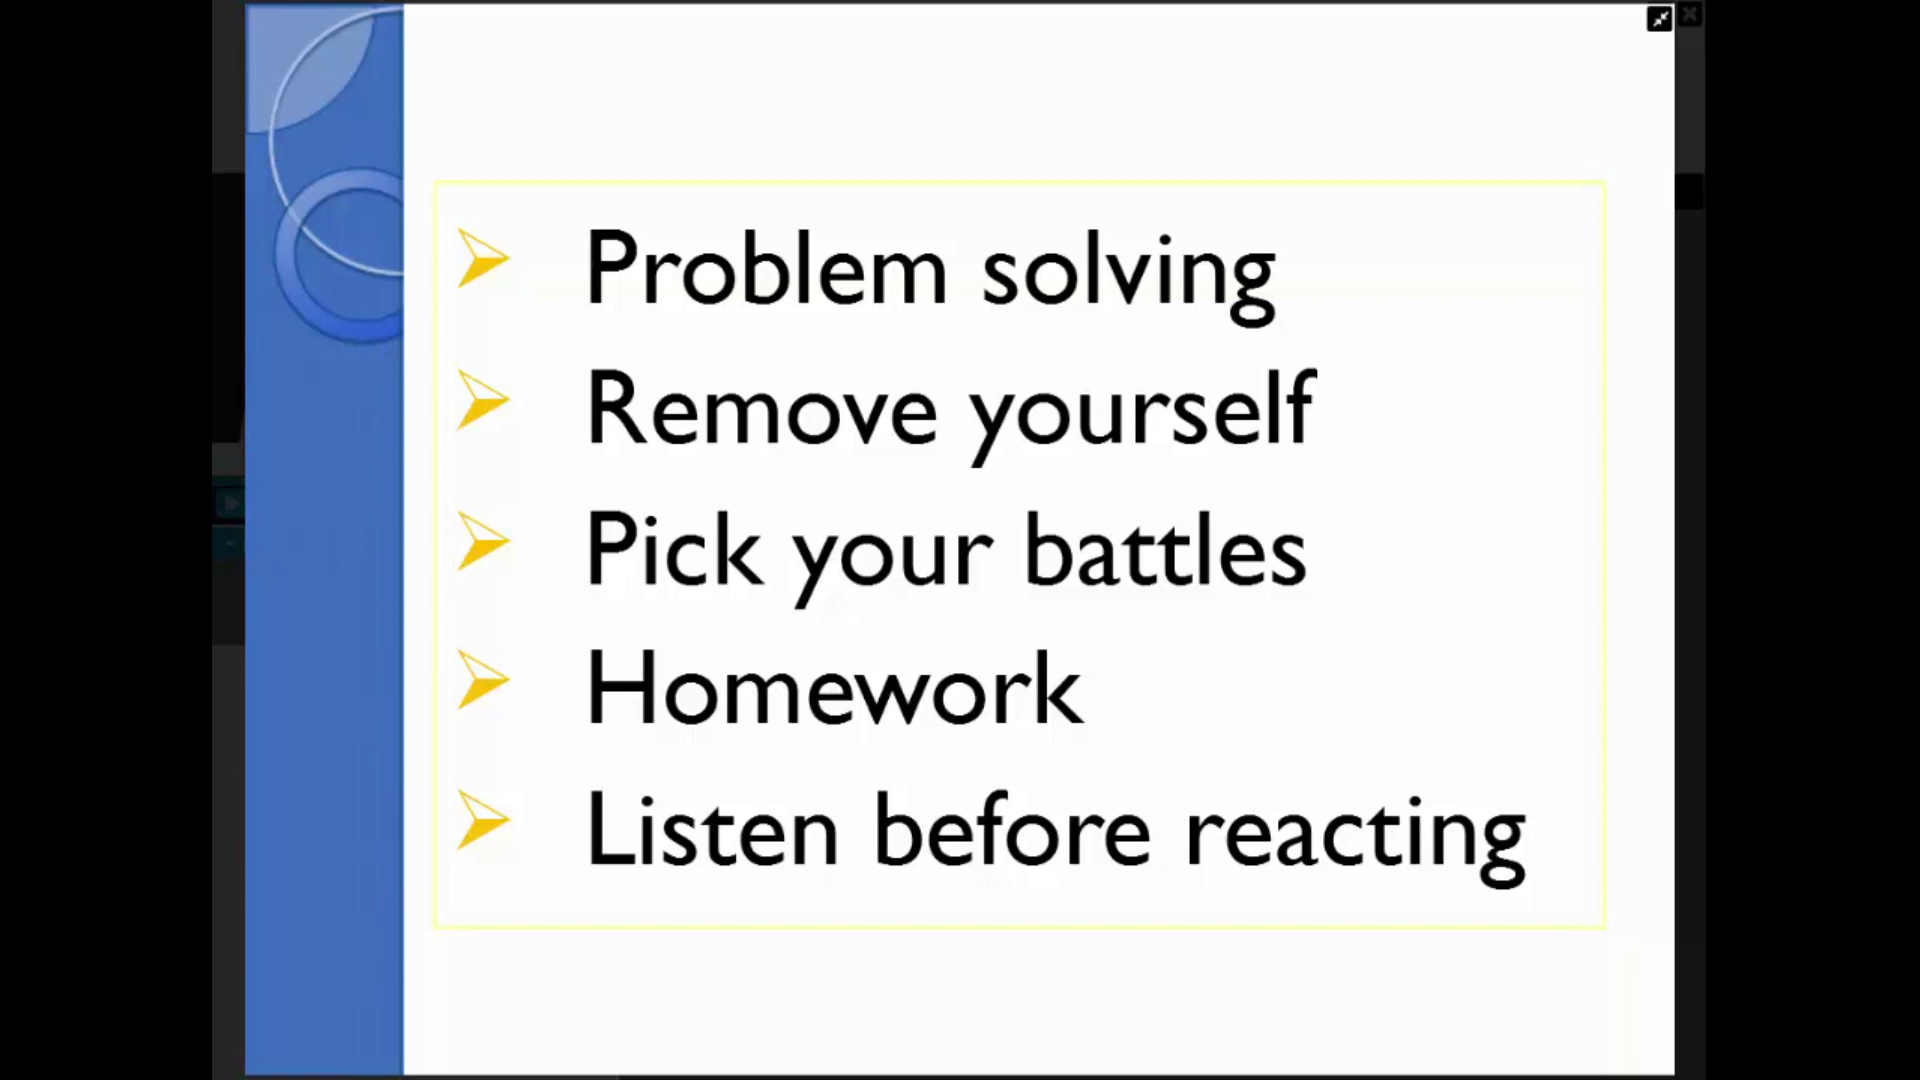 Problem solving
Remove yourself
Pick your battles
Homework
Listen before reacting